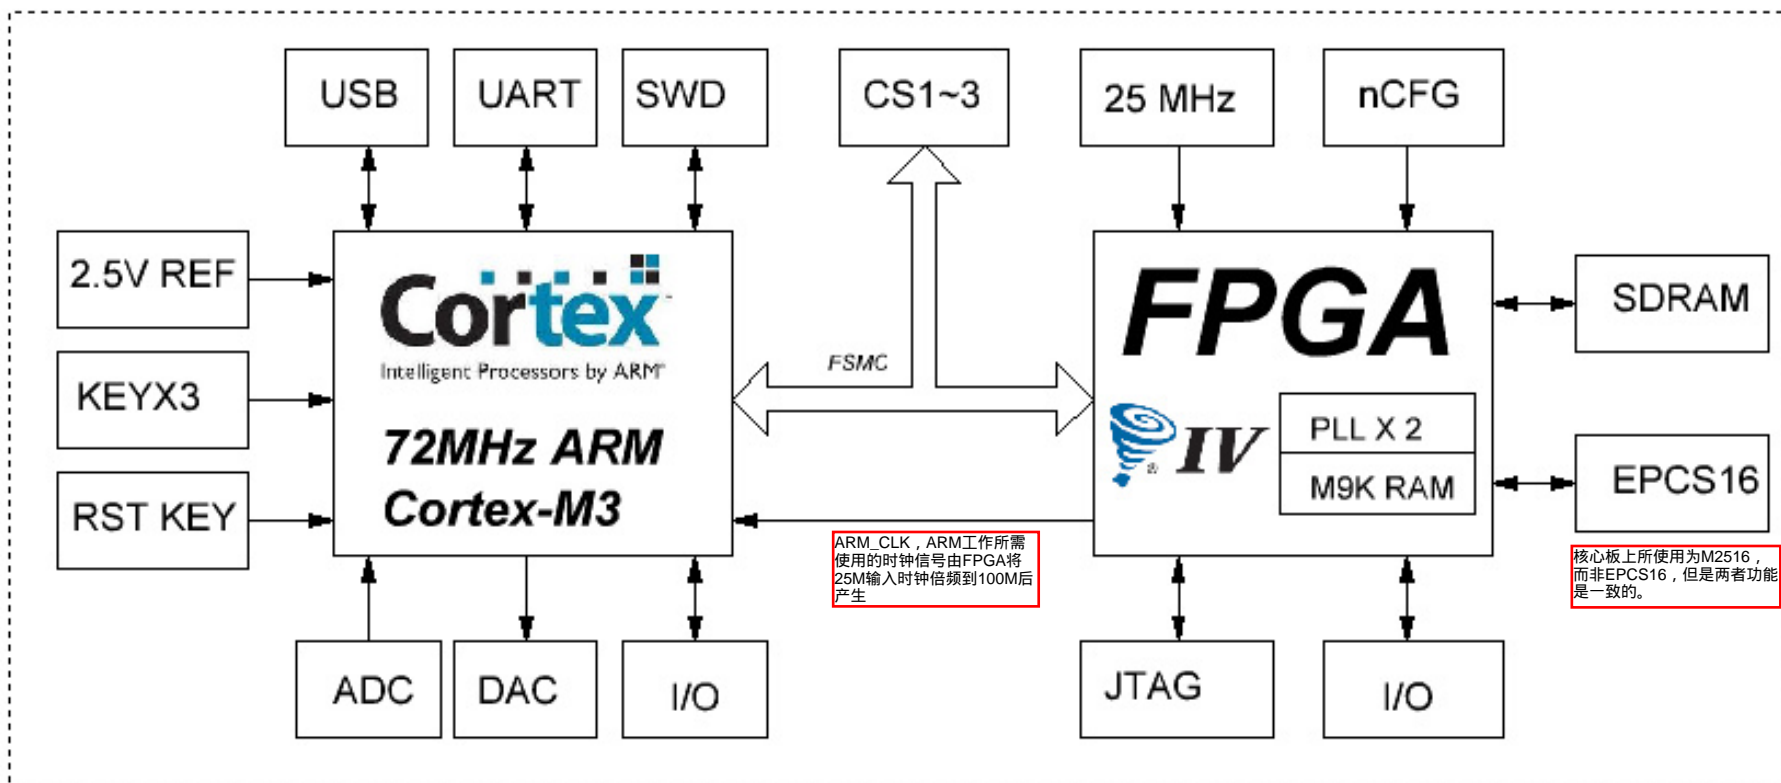 USB
UART
SWD
CS1~3
25 MHz
nCFG
2.5V REF
KEYX3
RST KEY
Cortex
Intelligent Processors by ARM®
72MHz ARM
Cortex-M3
FSMC
FPGA
IV
®
PLL X 2
M9K RAM
SDRAM
EPCS16
ARM_CLK，ARM工作所需
使用的时钟信号由FPGA将
25M输入时钟倍频到100M后
产生
核心板上所使用为M2516，
而非EPCS16，但是两者功能
是一致的。
ADC
DAC
I/O
JTAG
I/O